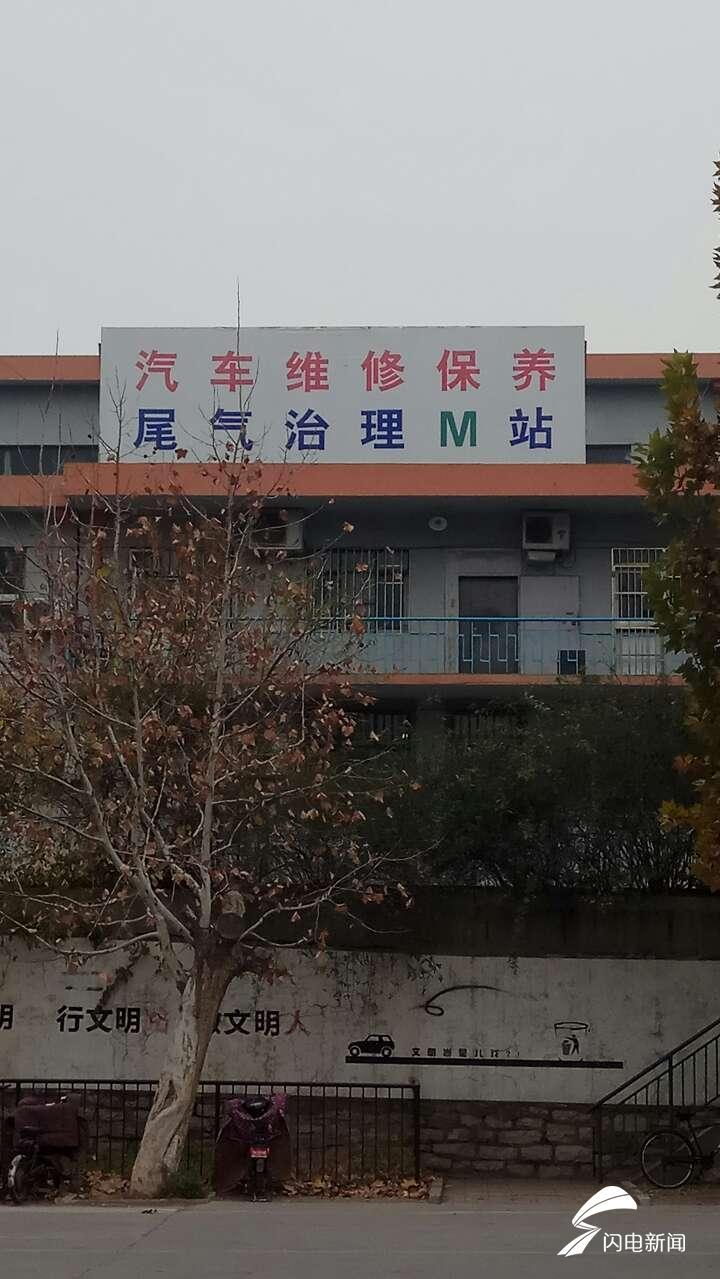 汽车维修保养
尾气治理M站
明 行文明 文明人
闪电新闻